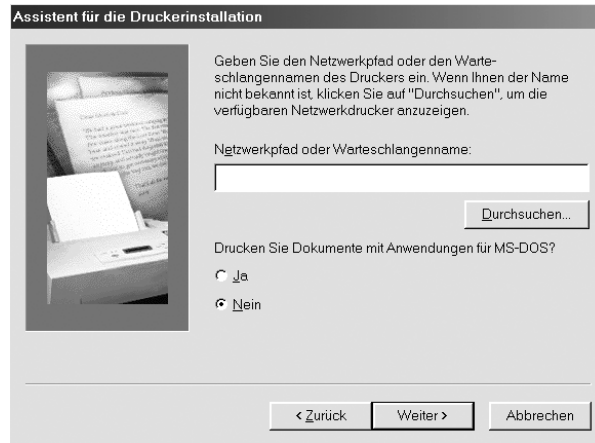 Assistent für die Druckerinstallation
Geben Sie den Netzwerkpfad oder den Warte-
schlangennamen des Druckers ein. Wenn Ihnen der Name
nicht bekannt ist, klicken Sie auf "Durchsuchen", um die
verfügbaren Netzwerkdrucker anzuzeigen.
Netzwerkpfad oder Warteschlangenname:
Durchsuchen...
Drucken Sie Dokumente mit Anwendungen für MS-DOS?
Ja
Nein
< Zurück
Weiter >
Abbrechen